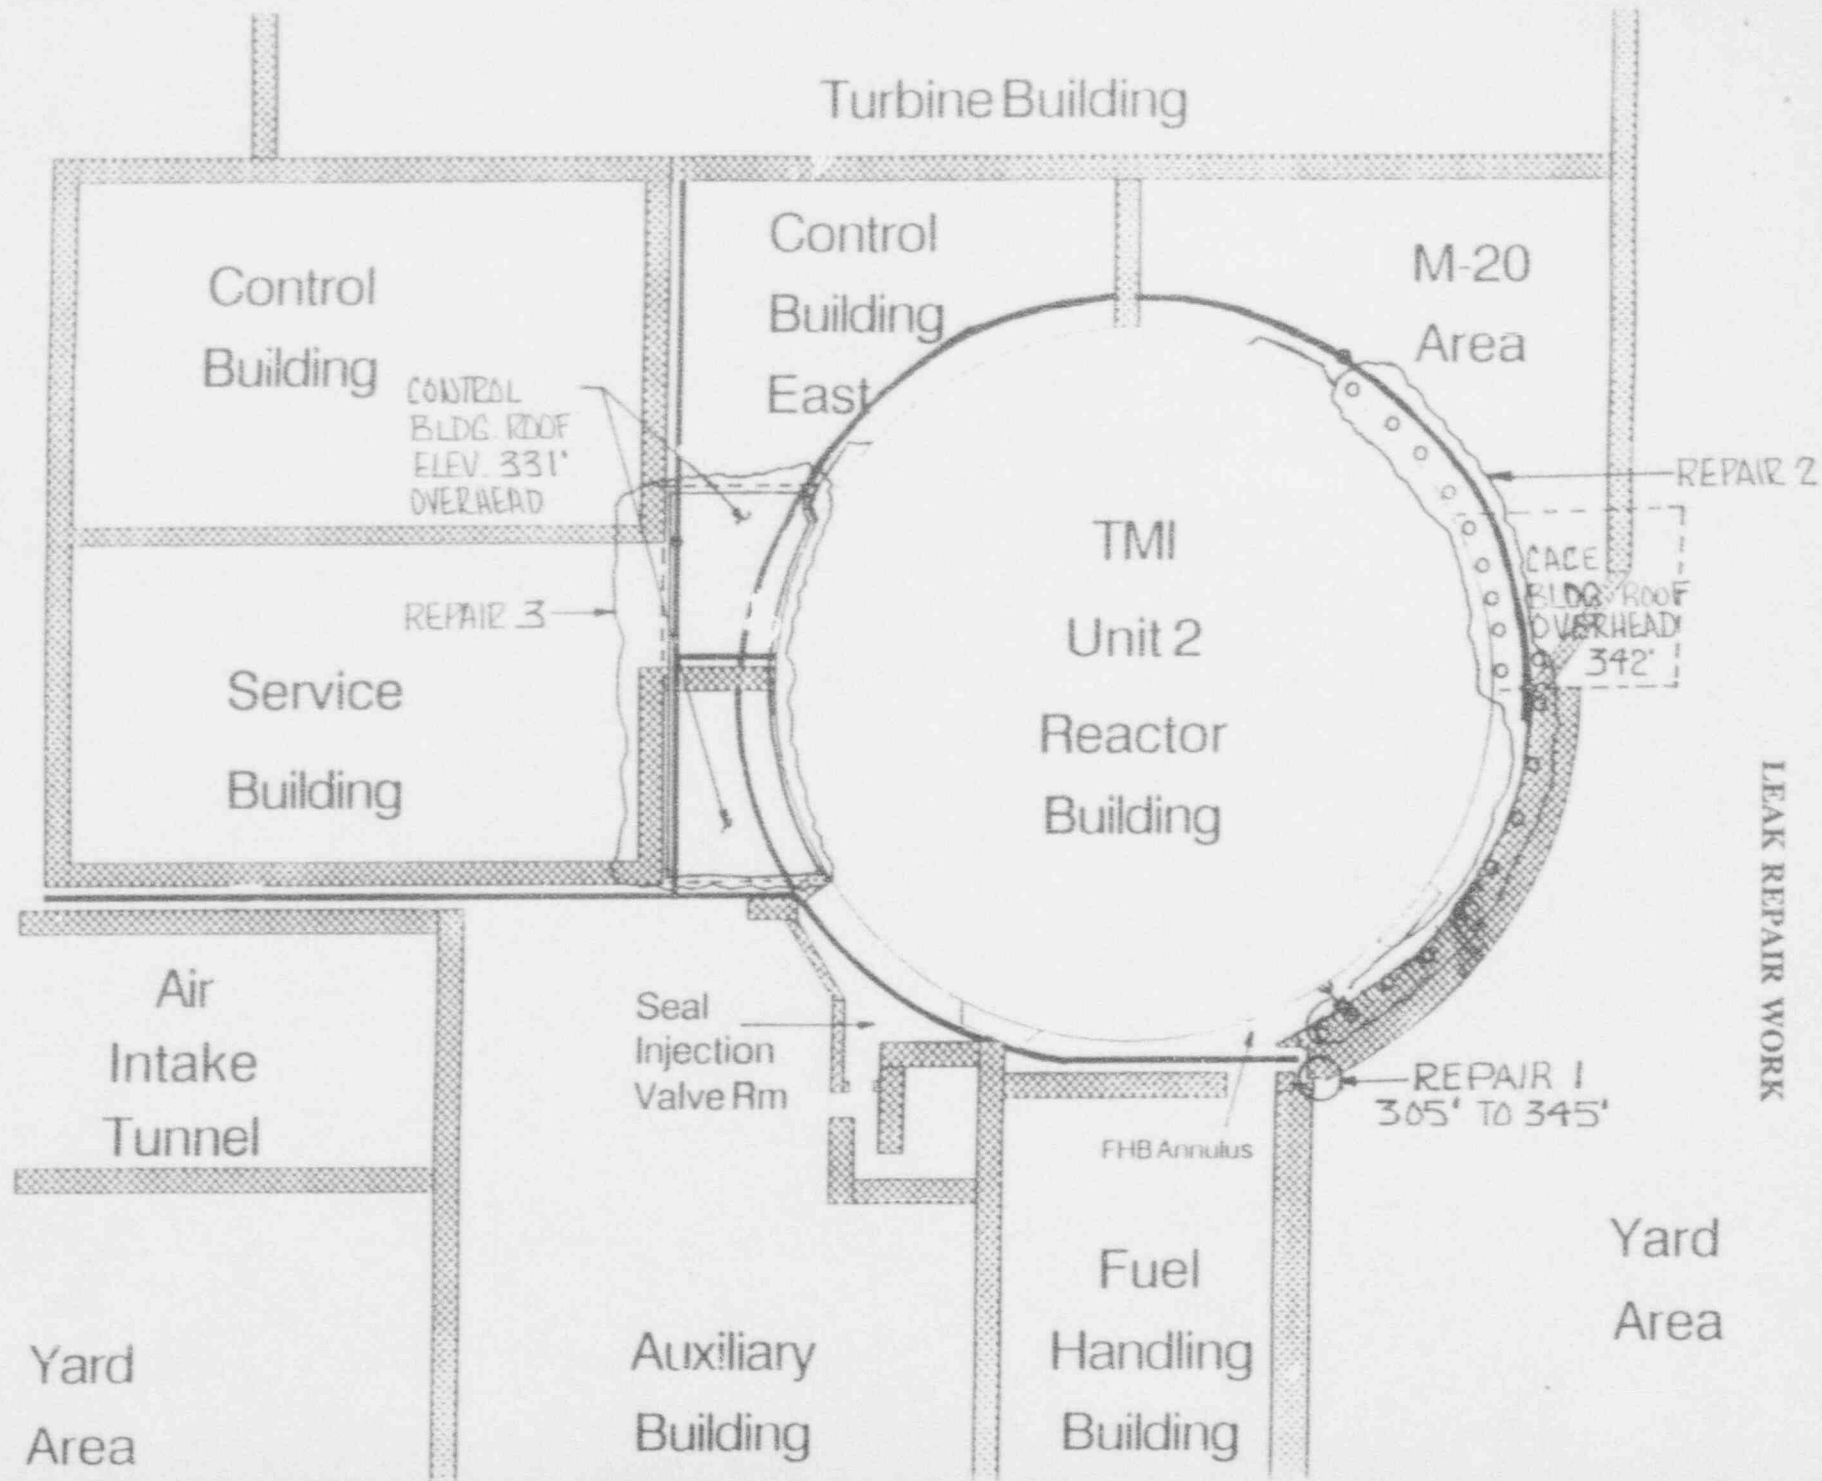 Turbine Building
Control
Building
Control
Building
East
M-20
Area
CONTROL
BLDG. ROOF
ELEV. 331'
OVERHEAD
REPAIR 2
TMI
Unit 2
Reactor
Building
CACE
BLDG ROOF
OVERHEAD
342'
REPAIR 3
Service
Building
LEAK REPAIR WORK
Air
Intake
Tunnel
Seal
Injection
Valve Rm
REPAIR 1
305' TO 345'
FHB Annulus
Yard
Area
Fuel
Handling
Building
Auxiliary
Building
Yard
Area